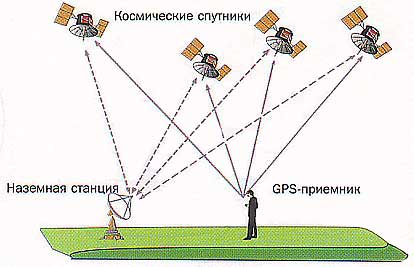 Космические спутники
Наземная станция
GPS-приемник